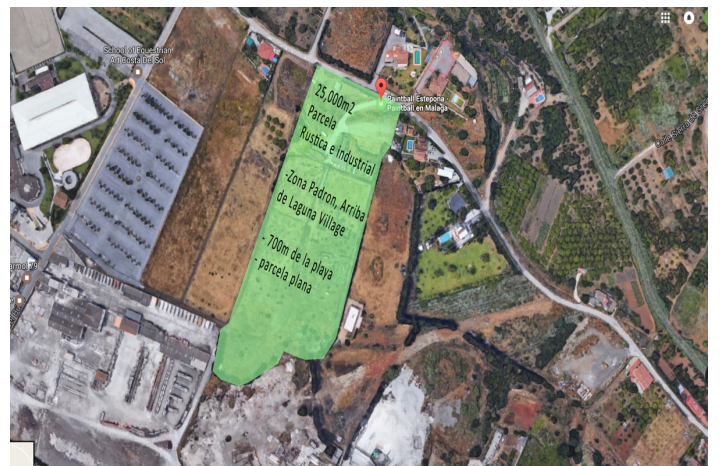 School of Equestrian
Art Costa Del Sol
Paintball Estepona
Paintball en Málaga
25,000m2
Parcela
Rustica e industrial
-Zona Padron, Arriba
de Laguna Village
- 700m de la playa
- parcela plana